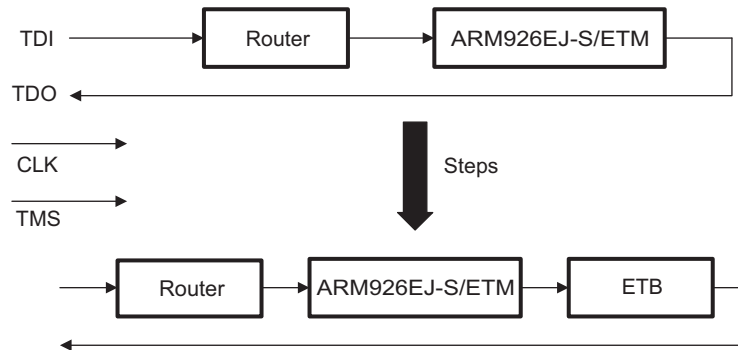 TDI
Router
ARM926EJ-S/ETM
TDO
CLK
Steps
TMS
Router
ARM926EJ-S/ETM
ETB